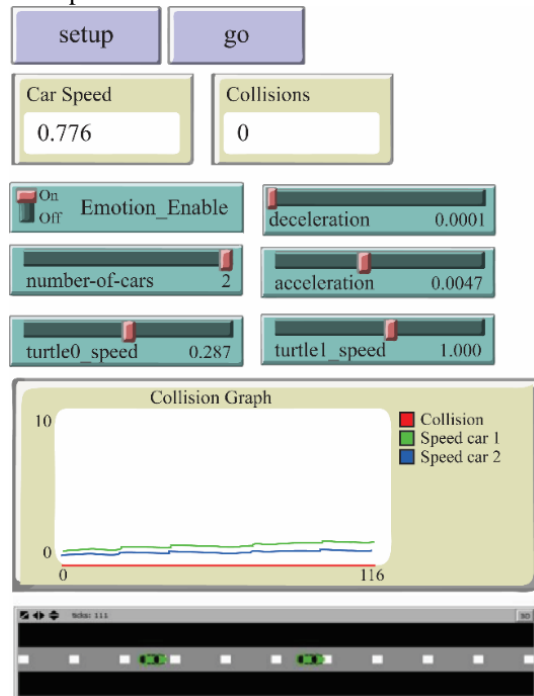 setup go
Car Speed Collisions
0.776 0
On
Off Emotion_Enable
deceleration 0.0001
number-of-cars 2
acceleration 0.0047
turtle0_speed 0.287
turtle1_speed 1.000
Collision Graph
10
0
0 116
Collision
Speed car 1
Speed car 2
ticks: 111
3D